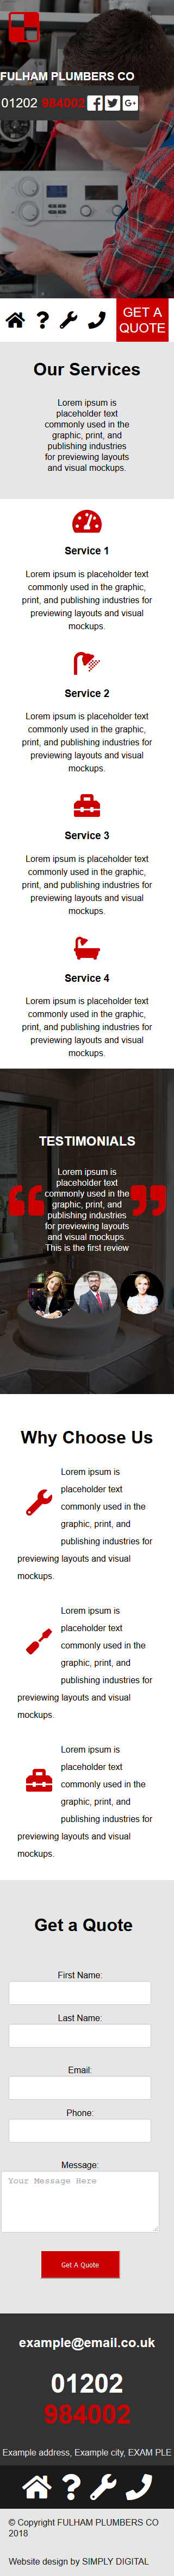 FULHAM PLUMBERS CO
01202 984002
GET A
QUOTE
Our Services
Lorem ipsum is
placeholder text
commonly used in the
graphic, print, and
publishing industries
for previewing layouts
and visual mockups.
Service 1
Lorem ipsum is placeholder text
commonly used in the graphic,
print, and publishing industries for
previewing layouts and visual
mockups.
Service 2
Lorem ipsum is placeholder text
commonly used in the graphic,
print, and publishing industries for
previewing layouts and visual
mockups.
Service 3
Lorem ipsum is placeholder text
commonly used in the graphic,
print, and publishing industries for
previewing layouts and visual
mockups.
Service 4
Lorem ipsum is placeholder text
commonly used in the graphic,
print, and publishing industries for
previewing layouts and visual
mockups.
TESTIMONIALS
Lorem ipsum is
placeholder text
commonly used in the
graphic, print, and
publishing industries
for previewing layouts
and visual mockups.
This is the first review
Why Choose Us
Lorem ipsum is
placeholder text
commonly used in the
graphic, print, and
publishing industries for
previewing layouts and visual
mockups.
Lorem ipsum is
placeholder text
commonly used in the
graphic, print, and
publishing industries for
previewing layouts and visual
mockups.
Lorem ipsum is
placeholder text
commonly used in the
graphic, print, and
publishing industries for
previewing layouts and visual
mockups.
Get a Quote
First Name:
Last Name:
Email:
Phone:
Message:
Your Message Here
Get A Quote
example@email.co.uk
01202
984002
Example address, Example city, EXAM PLE
© Copyright FULHAM PLUMBERS CO
2018
Website design by SIMPLY DIGITAL